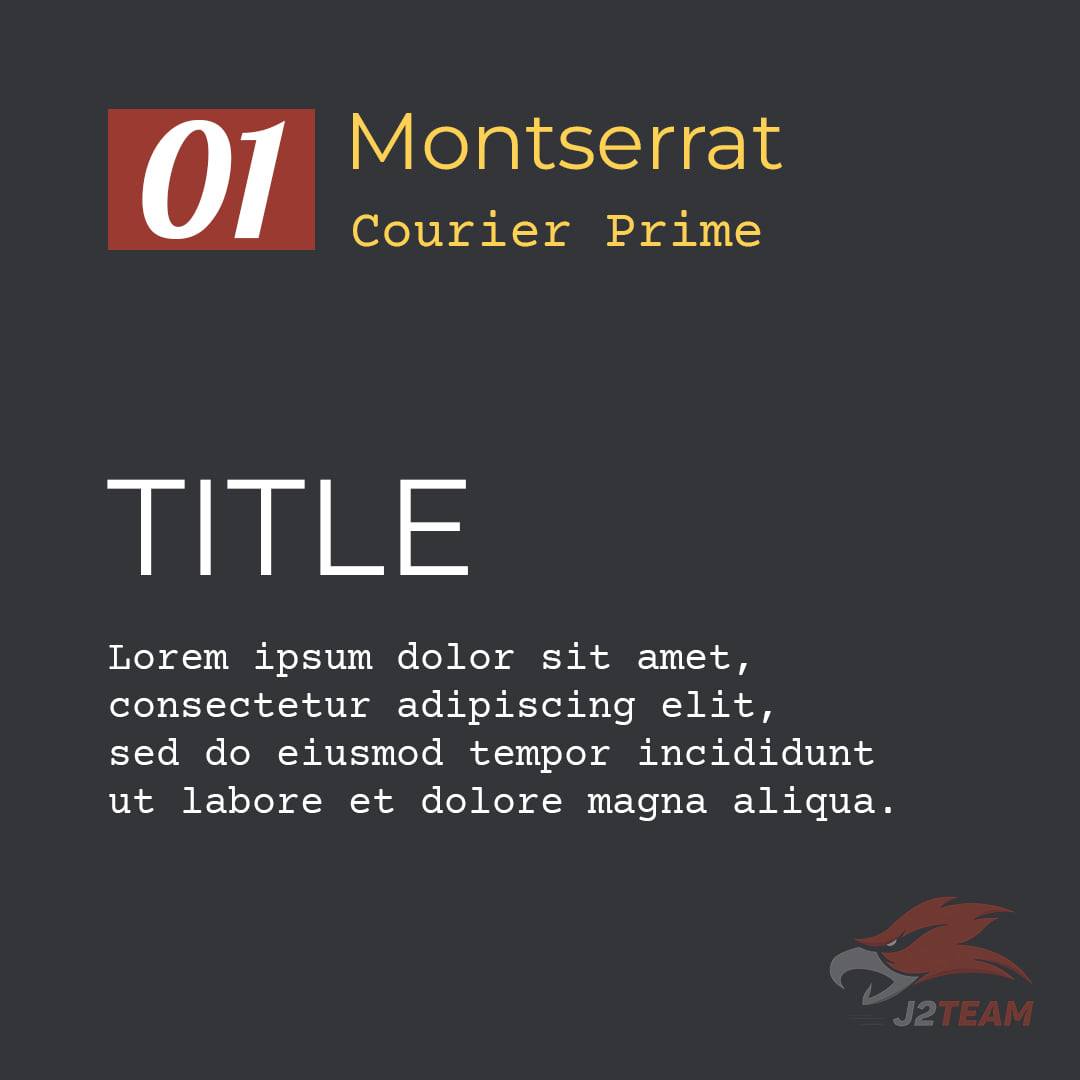 01
Montserrat
Courier Prime
TITLE
Lorem ipsum dolor sit amet,
consectetur adipiscing elit,
sed do eiusmod tempor incididunt
ut labore et dolore magna aliqua.
J2TEAM